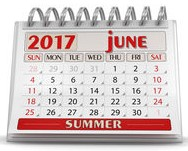 2017 JUNE
SUN MON TUE WED THU FRI SAT
1 2 3
4 5 6 7 8 9 10
11 12 13 14 15 16 17
18 19 20 21 22 23 24
25 26 27 28 29 30
SUMMER